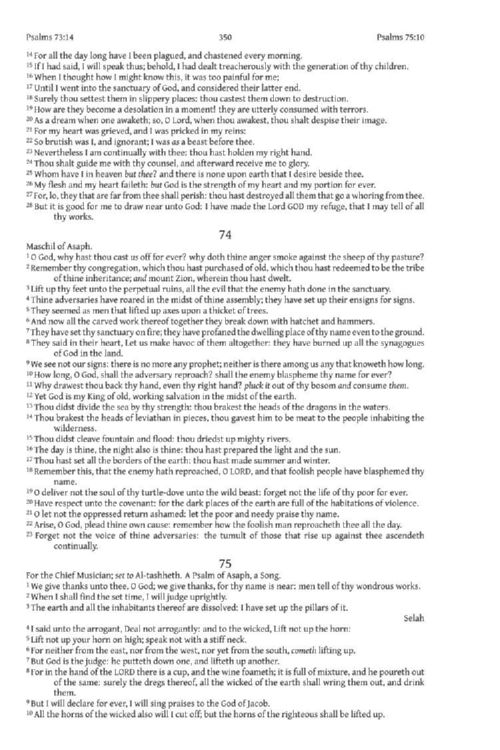 Psalms 73:14 350 Psalms 75:10
14 For all the day long have I been plagued, and chastened every morning.
15 If I had said, I will speak thus; behold, I had dealt treacherously with the generation of thy children.
16 When I thought how I might know this, it was too painful for me;
17 Until I went into the sanctuary of God, and considered their latter end.
18 Surely thou settest them in slippery places: thou castest them down to destruction.
19 How are they become a desolation in a moment! they are utterly consumed with terrors.
20 As a dream when one awaketh; so, O Lord, when thou awakest, thou shalt despise their image.
21 For my heart was grieved, and I was pricked in my reins:
22 So brutish was I, and ignorant; I was as a beast before thee.
23 Nevertheless I am continually with thee: thou hast holden my right hand.
24 Thou shalt guide me with thy counsel, and afterward receive me to glory.
25 Whom have I in heaven but thee? and there is none upon earth that I desire beside thee.
26 My flesh and my heart faileth: but God is the strength of my heart and my portion for ever.
27 For, lo, they that are far from thee shall perish: thou hast destroyed all them that go a whoring from thee.
28 But it is good for me to draw near unto God: I have made the Lord GOD my refuge, that I may tell of all
thy works.
74
Maschil of Asaph.
1 O God, why hast thou cast us off for ever? why doth thine anger smoke against the sheep of thy pasture?
2 Remember thy congregation, which thou hast purchased of old, which thou hast redeemed to be the tribe
of thine inheritance; and mount Zion, wherein thou hast dwelt.
3 Lift up thy feet unto the perpetual ruins, all the evil that the enemy hath done in the sanctuary.
4 Thine adversaries have roared in the midst of thine assembly; they have set up their ensigns for signs.
5 They seemed as men that lifted up axes upon a thicket of trees.
6 And now all the carved work thereof together they break down with hatchet and hammers.
7 They have set thy sanctuary on fire; they have profaned the dwelling place of thy name even to the ground.
8 They said in their heart, Let us make havoc of them altogether: they have burned up all the synagogues
of God in the land.
9 We see not our signs: there is no more any prophet; neither is there among us any that knoweth how long.
10 How long, O God, shall the adversary reproach? shall the enemy blaspheme thy name for ever?
11 Why drawest thou back thy hand, even thy right hand? pluck it out of thy bosom and consume them.
12 Yet God is my King of old, working salvation in the midst of the earth.
13 Thou didst divide the sea by thy strength: thou brakest the heads of the dragons in the waters.
14 Thou brakest the heads of leviathan in pieces, thou gavest him to be meat to the people inhabiting the
wilderness.
15 Thou didst cleave fountain and flood: thou driedst up mighty rivers.
16 The day is thine, the night also is thine: thou hast prepared the light and the sun.
17 Thou hast set all the borders of the earth: thou hast made summer and winter.
18 Remember this, that the enemy hath reproached, O LORD, and that foolish people have blasphemed thy
name.
19 O deliver not the soul of thy turtle-dove unto the wild beast: forget not the life of thy poor for ever.
20 Have respect unto the covenant: for the dark places of the earth are full of the habitations of violence.
21 O let not the oppressed return ashamed: let the poor and needy praise thy name.
22 Arise, O God, plead thine own cause: remember how the foolish man reproacheth thee all the day.
23 Forget not the voice of thine adversaries: the tumult of those that rise up against thee ascendeth
continually.
75
For the Chief Musician; set to Al-tashheth. A Psalm of Asaph, a Song.
1 We give thanks unto thee, O God; we give thanks, for thy name is near: men tell of thy wondrous works.
2 When I shall find the set time, I will judge uprightly.
3 The earth and all the inhabitants thereof are dissolved: I have set up the pillars of it.
Selah
4 I said unto the arrogant, Deal not arrogantly: and to the wicked, Lift not up the horn:
5 Lift not up your horn on high; speak not with a stiff neck.
6 For neither from the east, nor from the west, nor yet from the south, cometh lifting up.
7 But God is the judge: he putteth down one, and lifteth up another.
8 For in the hand of the LORD there is a cup, and the wine foameth; it is full of mixture, and he poureth out
of the same: surely the dregs thereof, all the wicked of the earth shall wring them out, and drink
them.
9 But I will declare for ever, I will sing praises to the God of Jacob.
10 All the horns of the wicked also will I cut off; but the horns of the righteous shall be lifted up.